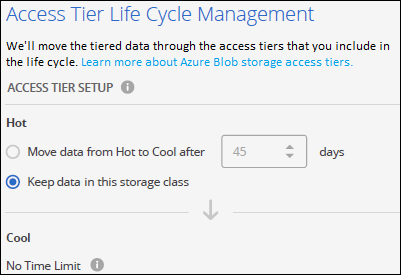 Access Tier Life Cycle Management
We'll move the tiered data through the access tiers that you include in
the life cycle. Learn more about Azure Blob storage access tiers.
ACCESS TIER SETUP
Hot
Move data from Hot to Cool after 45 days
Keep data in this storage class
Cool
No Time Limit